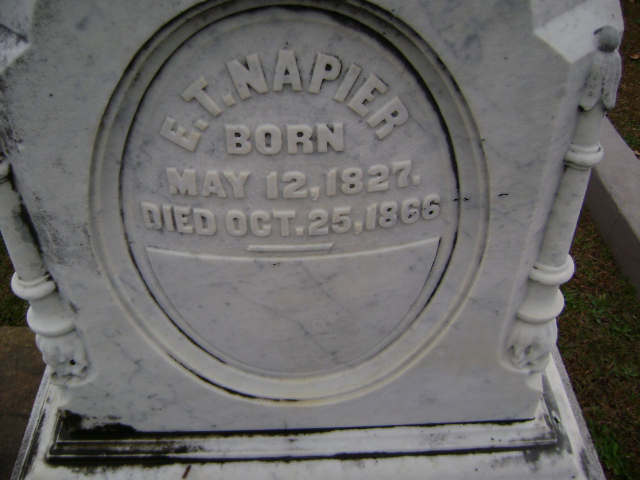 E.T. NAPIER
BORN
MAY 12, 1827.
DIED OCT. 25, 1866